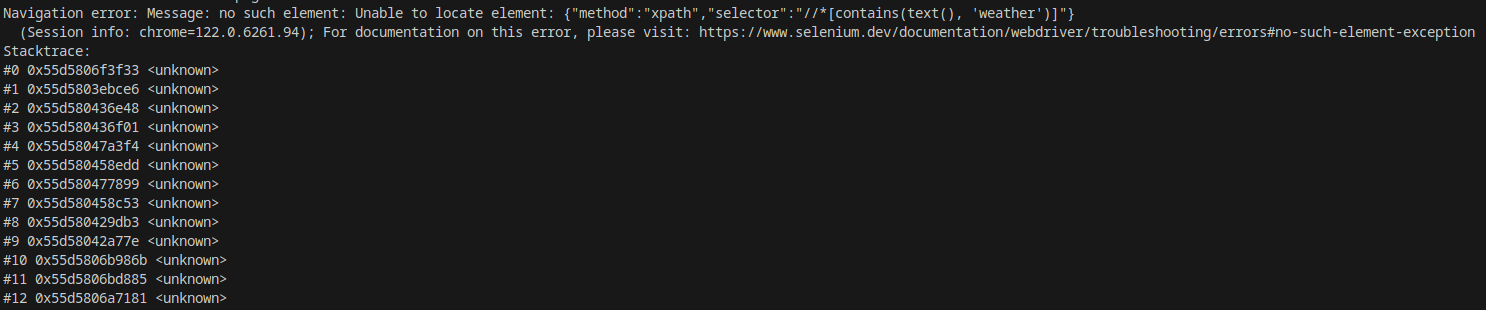 Navigation error: Message: no such element: Unable to locate element: {"method":"xpath","selector":"//*[contains(text(), 'weather')]"}
(Session info: chrome=122.0.6261.94); For documentation on this error, please visit: https://www.selenium.dev/documentation/webdriver/troubleshooting/errors#no-such-element-exception
Stacktrace:
#0 0x55d5806f3f33 <unknown>
#1 0x55d5803ebce6 <unknown>
#2 0x55d580436e48 <unknown>
#3 0x55d580436f01 <unknown>
#4 0x55d58047a3f4 <unknown>
#5 0x55d580458edd <unknown>
#6 0x55d580477899 <unknown>
#7 0x55d580458c53 <unknown>
#8 0x55d580429db3 <unknown>
#9 0x55d58042a77e <unknown>
#10 0x55d5806b986b <unknown>
#11 0x55d5806bd885 <unknown>
#12 0x55d5806a7181 <unknown>